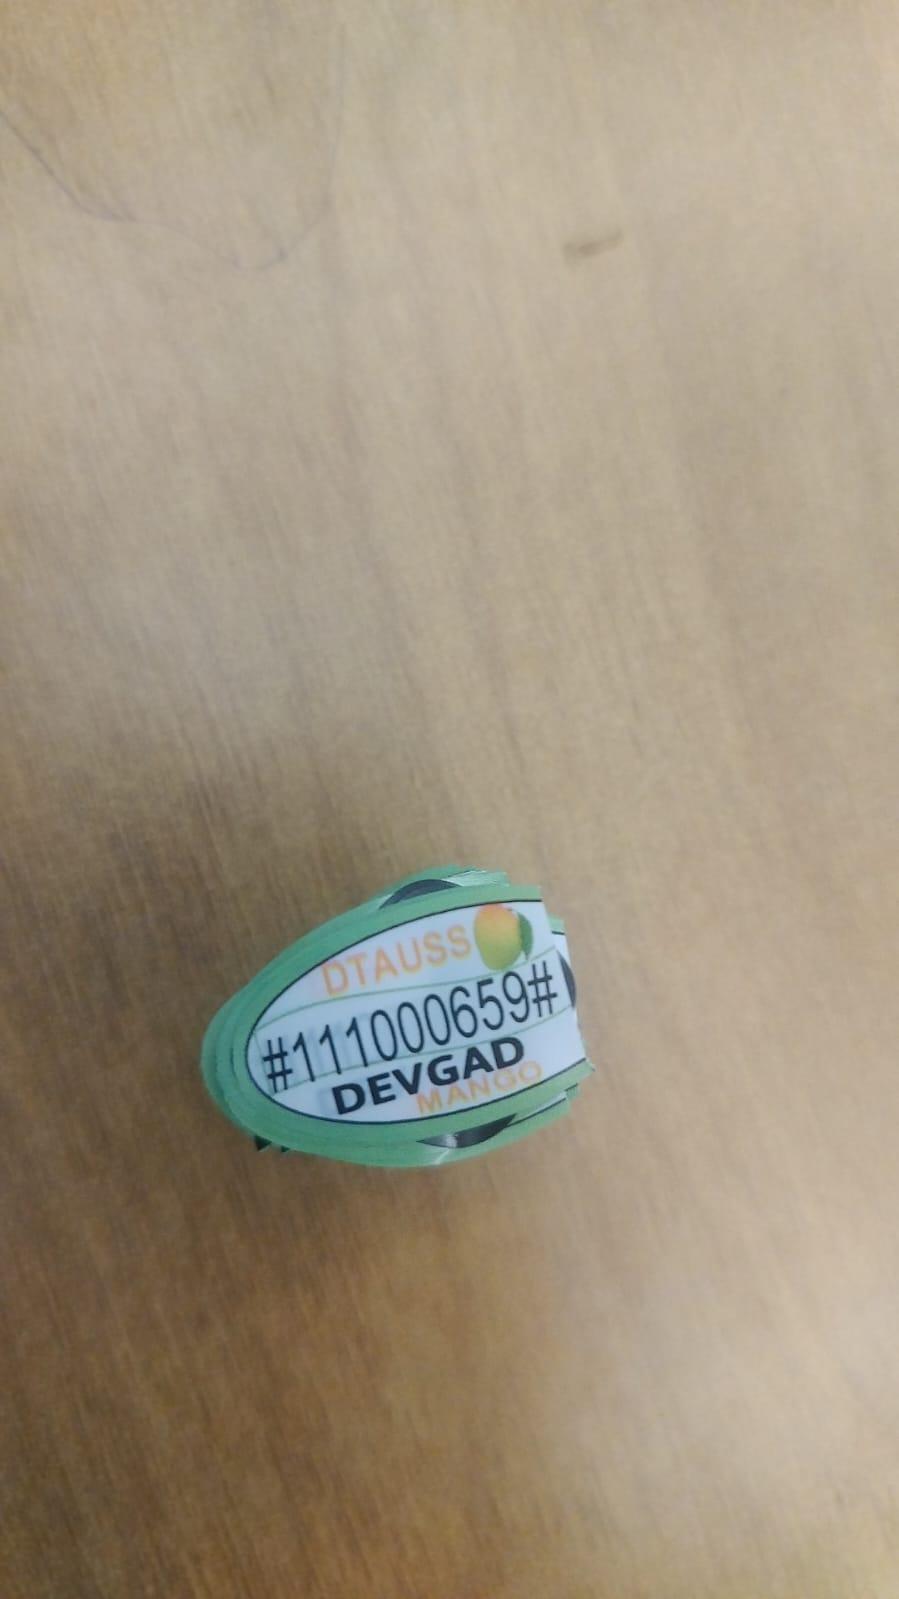 DTAUSS
#111000659#
DEVGAD
MANGO